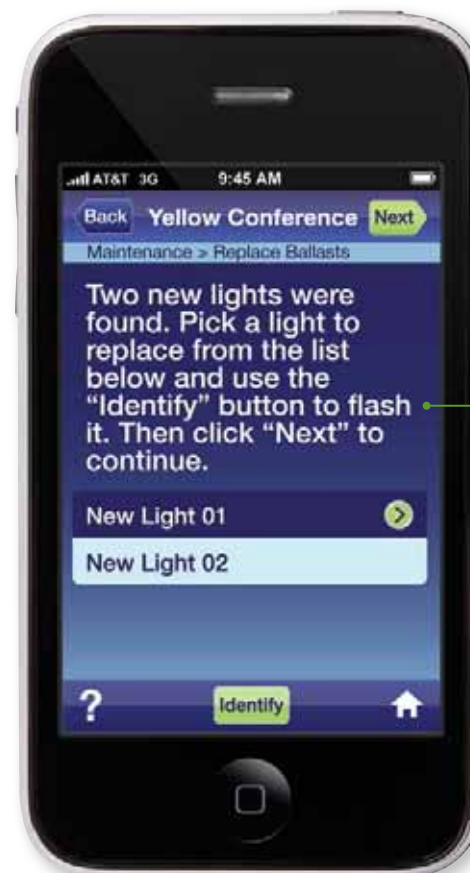 AT&T 3G 9:45 AM
Back Yellow Conference Next
Maintenance > Replace Ballasts
Two new lights were
found. Pick a light to
replace from the list
below and use the
“Identify” button to flash
it. Then click “Next” to
continue.
New Light 01
New Light 02
? Identify